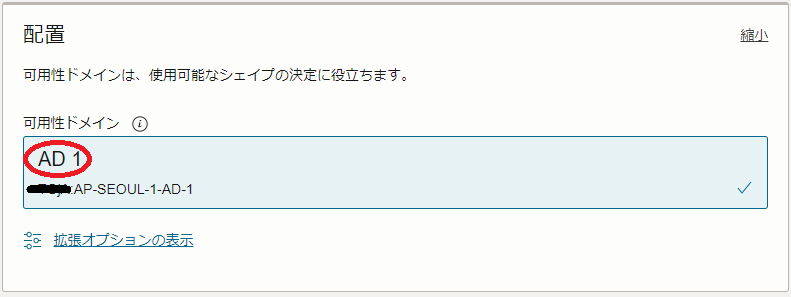 配置
縮小
可用性ドメインは、使用可能なシェイプの決定に役立ちます。
可用性ドメイン
AD 1
:AP-SEOUL-1-AD-1
拡張オプションの表示